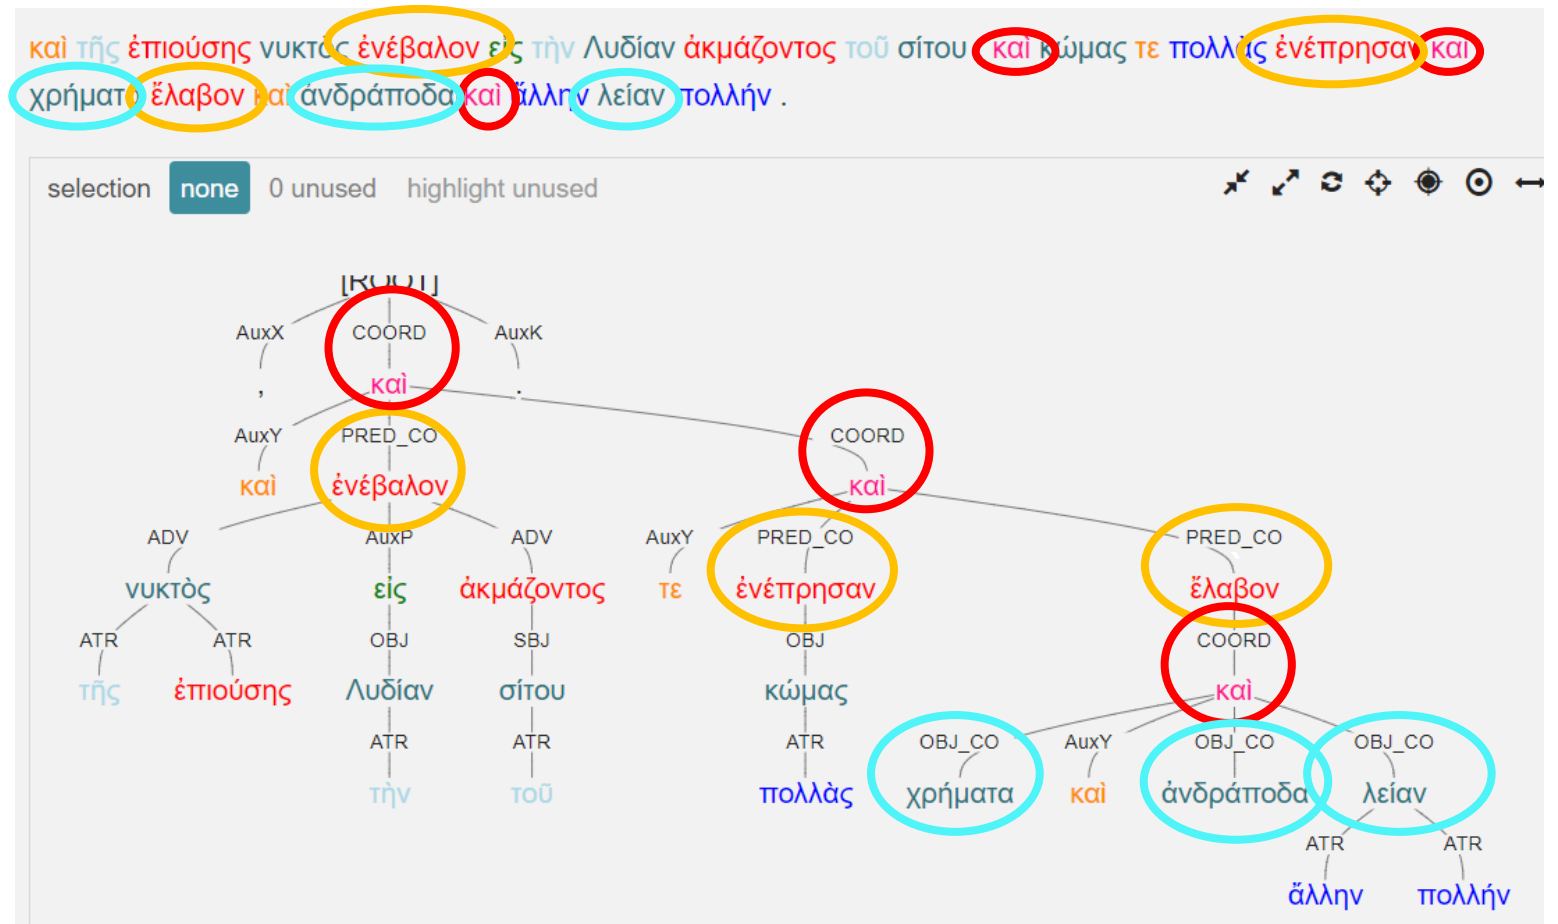 καὶ τῆς ἐπιούσης νυκτὸς ἐνέβαλον εἰς τὴν Λυδίαν ἀκμάζοντος τοῦ σίτου καὶ κώμας τε πολλὰς ἐνέπρησαν καὶ
χρήματα ἔλαβον καὶ ἀνδράποδα καὶ ἄλλην λείαν πολλήν .
selection none 0 unused highlight unused
[ROOT]
AuxX COORD AuxK
, καὶ .
AuxY PRED_CO COORD
καὶ ἐνέβαλον καὶ
ADV AuxP ADV AuxY PRED_CO PRED_CO
νυκτὸς εἰς ἀκμάζοντος τε ἐνέπρησαν ἔλαβον
ATR ATR OBJ SBJ OBJ COORD
τῆς ἐπιούσης Λυδίαν σίτου κώμας καὶ
ATR ATR ATR OBJ_CO AuxY OBJ_CO OBJ_CO
τὴν τοῦ πολλὰς χρήματα καὶ ἀνδράποδα λείαν
ATR ATR
ἄλλην πολλήν